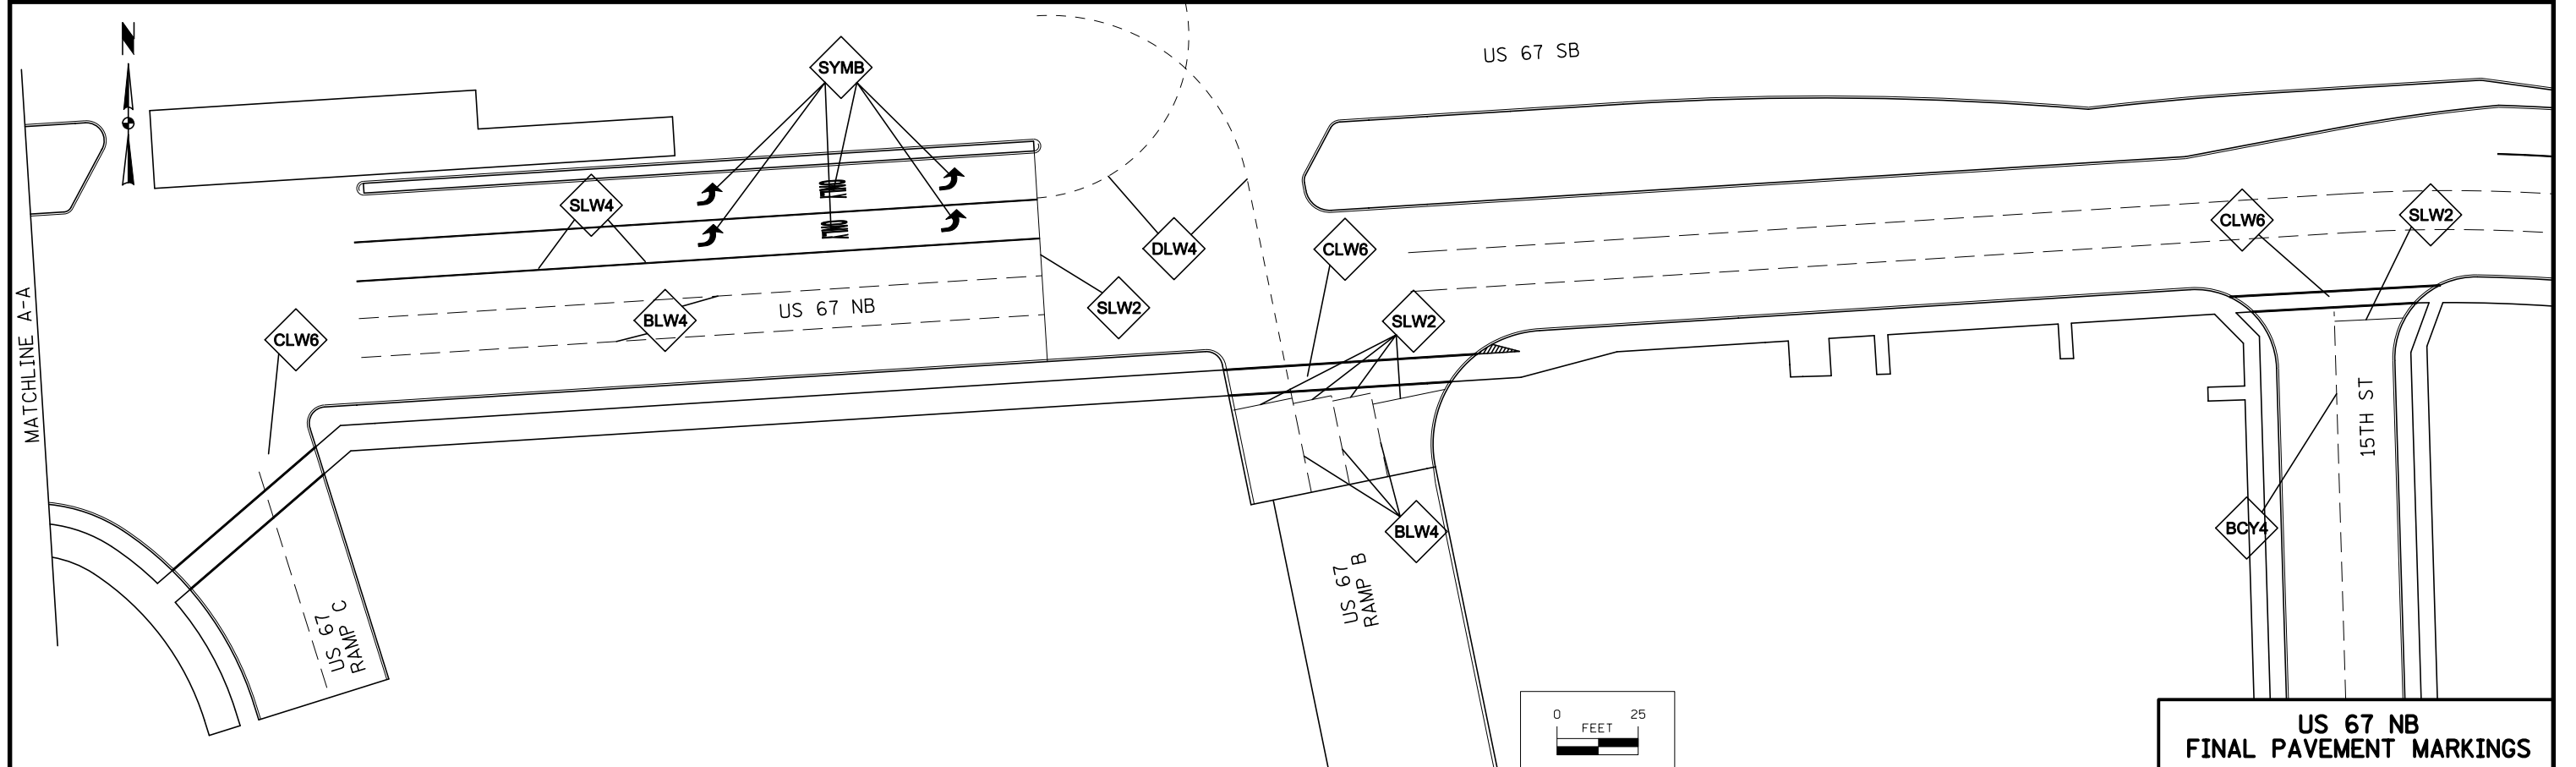 N
SYMB
US 67 SB
SLW4
CLW6
SLW2
DLW4
CLW6
MATCHLINE A-A
BLW4
US 67 NB
SLW2
SLW2
CLW6
15TH ST
BLW4
BCY4
US 67
RAMP B
US 67
RAMP C
0 25
FEET
US 67 NB
FINAL PAVEMENT MARKINGS